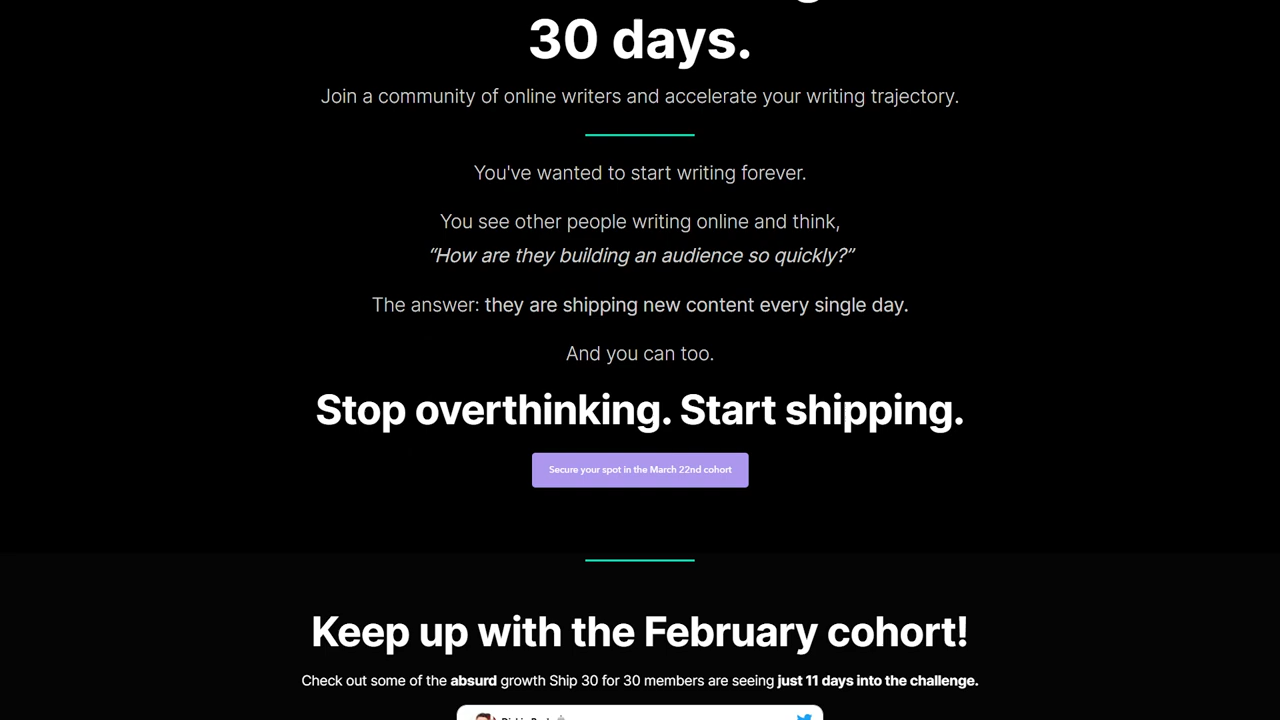 30 days.
Join a community of online writers and accelerate your writing trajectory.
You've wanted to start writing forever.
You see other people writing online and think,
“How are they building an audience so quickly?”
The answer: they are shipping new content every single day.
And you can too.
Stop overthinking. Start shipping.
Secure your spot in the March 22nd cohort
Keep up with the February cohort!
Check out some of the absurd growth Ship 30 for 30 members are seeing just 11 days into the challenge.